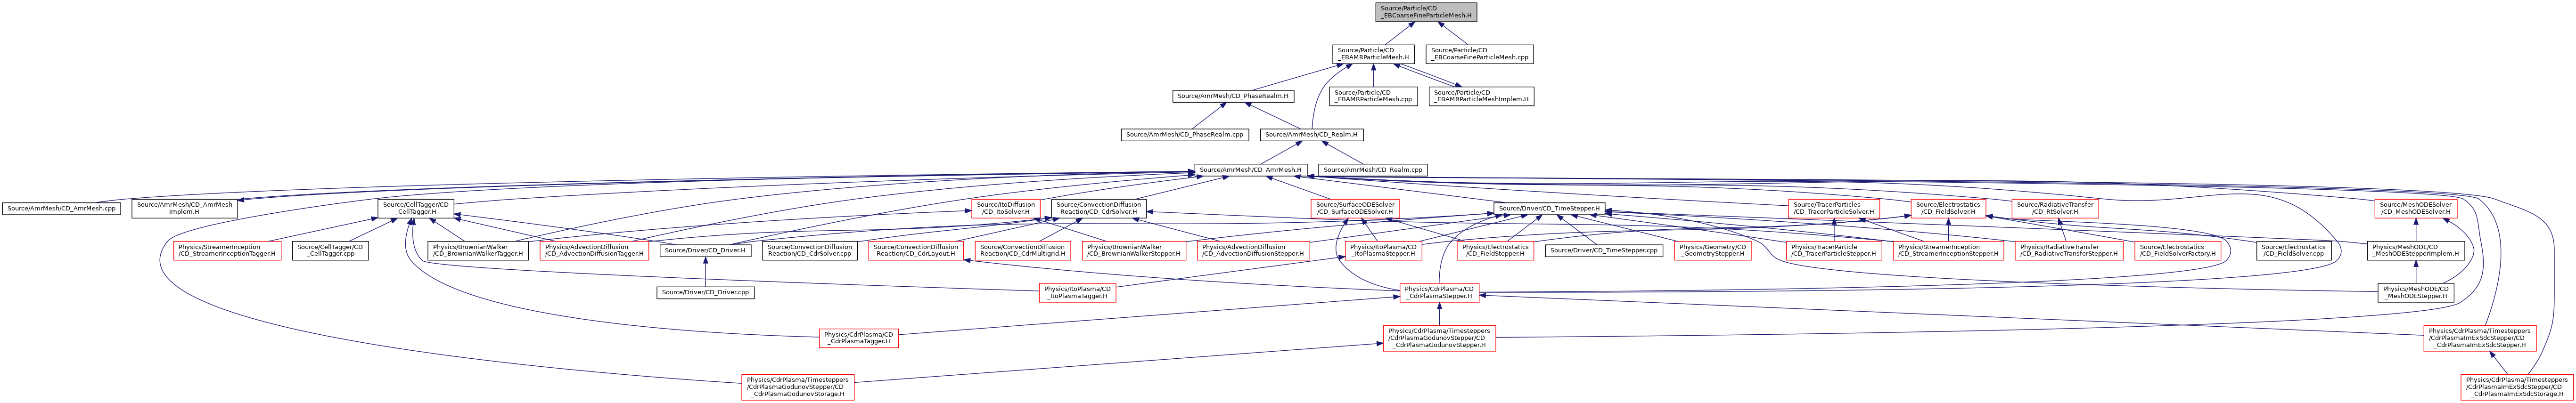 Source/Particle/CD
_EBCoarseFineParticleMesh.H
Source/Particle/CD
_EBAMRParticleMesh.H
Source/Particle/CD
_EBCoarseFineParticleMesh.cpp
Source/AmrMesh/CD_PhaseRealm.H
Source/Particle/CD
_EBAMRParticleMesh.cpp
Source/Particle/CD
_EBAMRParticleMeshImplem.H
Source/AmrMesh/CD_PhaseRealm.cpp
Source/AmrMesh/CD_Realm.H
Source/AmrMesh/CD_AmrMesh.H
Source/AmrMesh/CD_Realm.cpp
Source/AmrMesh/CD_AmrMesh.cpp
Source/AmrMesh/CD_AmrMesh
Implem.H
Source/CellTagger/CD
_CellTagger.H
Source/ItoDiffusion
/CD_ItoSolver.H
Source/ConvectionDiffusion
Reaction/CD_CdrSolver.H
Source/SurfaceODESolver
/CD_SurfaceODESolver.H
Source/Driver/CD_TimeStepper.H
Source/TracerParticles
/CD_TracerParticleSolver.H
Source/Electrostatics
/CD_FieldSolver.H
Source/RadiativeTransfer
/CD_RtSolver.H
Source/MeshODESolver
/CD_MeshODESolver.H
Physics/StreamerInception
/CD_StreamerInceptionTagger.H
Source/CellTagger/CD
_CellTagger.cpp
Physics/BrownianWalker
/CD_BrownianWalkerTagger.H
Physics/AdvectionDiffusion
/CD_AdvectionDiffusionTagger.H
Source/Driver/CD_Driver.H
Source/ConvectionDiffusion
Reaction/CD_CdrSolver.cpp
Source/ConvectionDiffusion
Reaction/CD_CdrLayout.H
Source/ConvectionDiffusion
Reaction/CD_CdrMultigrid.H
Physics/BrownianWalker
/CD_BrownianWalkerStepper.H
Physics/AdvectionDiffusion
/CD_AdvectionDiffusionStepper.H
Physics/ItoPlasma/CD
_ItoPlasmaStepper.H
Physics/Electrostatics
/CD_FieldStepper.H
Source/Driver/CD_TimeStepper.cpp
Physics/Geometry/CD
_GeometryStepper.H
Physics/TracerParticle
/CD_TracerParticleStepper.H
Physics/StreamerInception
/CD_StreamerInceptionStepper.H
Physics/RadiativeTransfer
/CD_RadiativeTransferStepper.H
Source/Electrostatics
/CD_FieldSolverFactory.H
Source/Electrostatics
/CD_FieldSolver.cpp
Physics/MeshODE/CD
_MeshODEStepperImplem.H
Source/Driver/CD_Driver.cpp
Physics/ItoPlasma/CD
_ItoPlasmaTagger.H
Physics/CdrPlasma/CD
_CdrPlasmaStepper.H
Physics/MeshODE/CD
_MeshODEStepper.H
Physics/CdrPlasma/CD
_CdrPlasmaTagger.H
Physics/CdrPlasma/Timesteppers
/CdrPlasmaGodunovStepper/CD
_CdrPlasmaGodunovStepper.H
Physics/CdrPlasma/Timesteppers
/CdrPlasmaImExSdcStepper/CD
_CdrPlasmaImExSdcStepper.H
Physics/CdrPlasma/Timesteppers
/CdrPlasmaGodunovStepper/CD
_CdrPlasmaGodunovStorage.H
Physics/CdrPlasma/Timesteppers
/CdrPlasmaImExSdcStepper/CD
_CdrPlasmaImExSdcStorage.H